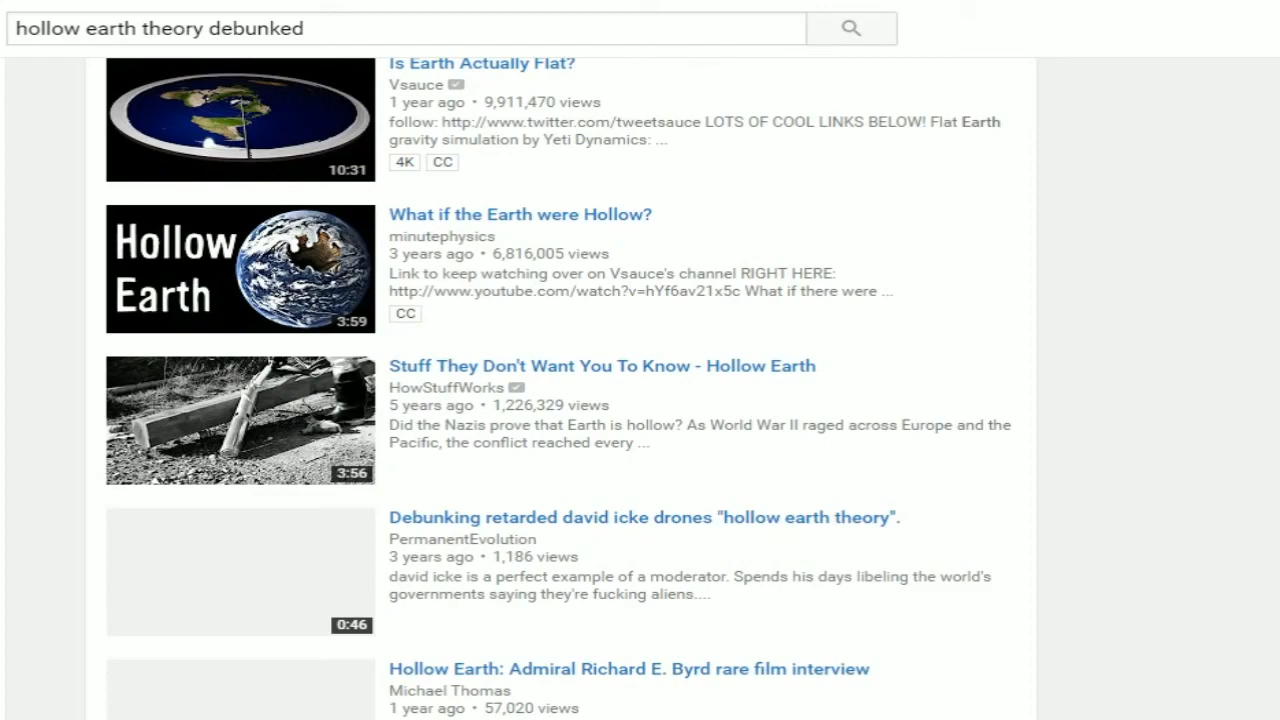 hollow earth theory debunked
Is Earth Actually Flat?
Vsauce
1 year ago • 9,911,470 views
follow: http://www.twitter.com/tweetsauce LOTS OF COOL LINKS BELOW! Flat Earth
gravity simulation by Yeti Dynamics: ...
4K CC
10:31
What if the Earth were Hollow?
minutephysics
3 years ago • 6,816,005 views
Link to keep watching over on Vsauce's channel RIGHT HERE:
http://www.youtube.com/watch?v=hYf6av21x5c What if there were ...
CC
Hollow
Earth
3:59
Stuff They Don't Want You To Know - Hollow Earth
HowStuffWorks
5 years ago • 1,226,329 views
Did the Nazis prove that Earth is hollow? As World War II raged across Europe and the
Pacific, the conflict reached every ...
3:56
Debunking retarded david icke drones "hollow earth theory".
PermanentEvolution
3 years ago • 1,186 views
david icke is a perfect example of a moderator. Spends his days libeling the world's
governments saying they're fucking aliens....
0:46
Hollow Earth: Admiral Richard E. Byrd rare film interview
Michael Thomas
1 year ago • 57,020 views